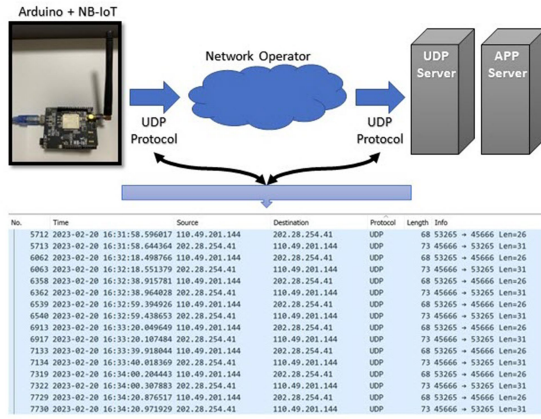 Arduino + NB-IoT
Network Operator
UDP
Server
APP
Server
UDP
Protocol
UDP
Protocol
No. Time Source Destination Protocol Length Info
5712 2023-02-20 16:31:58.596017 110.49.201.144 202.28.254.41 UDP 68 53265 → 45666 Len=26
5713 2023-02-20 16:31:58.644364 202.28.254.41 110.49.201.144 UDP 73 45666 → 53265 Len=31
6062 2023-02-20 16:32:18.498766 110.49.201.144 202.28.254.41 UDP 68 53265 → 45666 Len=26
6063 2023-02-20 16:32:18.551379 202.28.254.41 110.49.201.144 UDP 73 45666 → 53265 Len=31
6358 2023-02-20 16:32:38.915781 110.49.201.144 202.28.254.41 UDP 68 53265 → 45666 Len=26
6362 2023-02-20 16:32:38.964028 202.28.254.41 110.49.201.144 UDP 73 45666 → 53265 Len=31
6539 2023-02-20 16:32:59.394926 110.49.201.144 202.28.254.41 UDP 68 53265 → 45666 Len=26
6540 2023-02-20 16:32:59.438653 202.28.254.41 110.49.201.144 UDP 73 45666 → 53265 Len=31
6913 2023-02-20 16:33:20.049649 110.49.201.144 202.28.254.41 UDP 68 53265 → 45666 Len=26
6917 2023-02-20 16:33:20.107484 202.28.254.41 110.49.201.144 UDP 73 45666 → 53265 Len=31
7133 2023-02-20 16:33:39.918044 110.49.201.144 202.28.254.41 UDP 68 53265 → 45666 Len=26
7134 2023-02-20 16:33:40.018369 202.28.254.41 110.49.201.144 UDP 73 45666 → 53265 Len=31
7319 2023-02-20 16:34:00.204443 110.49.201.144 202.28.254.41 UDP 68 53265 → 45666 Len=26
7322 2023-02-20 16:34:00.307883 202.28.254.41 110.49.201.144 UDP 73 45666 → 53265 Len=31
7729 2023-02-20 16:34:20.876517 110.49.201.144 202.28.254.41 UDP 68 53265 → 45666 Len=26
7730 2023-02-20 16:34:20.971929 202.28.254.41 110.49.201.144 UDP 73 45666 → 53265 Len=31